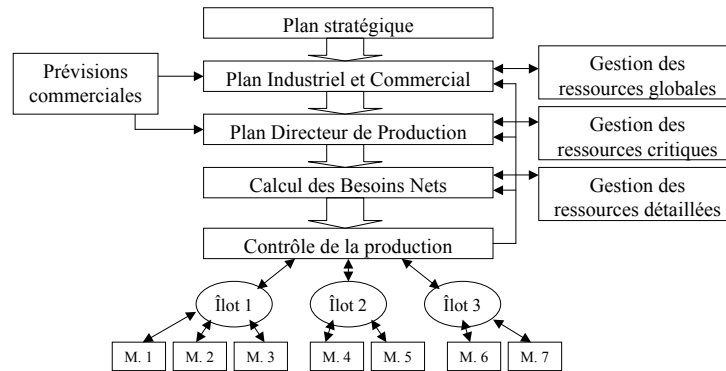 Plan stratégique
Prévisions
commerciales
Plan Industriel et Commercial
Gestion des
ressources globales
Plan Directeur de Production
Gestion des
ressources critiques
Calcul des Besoins Nets
Gestion des
ressources détaillées
Contrôle de la production
Îlot 1
Îlot 2
Îlot 3
M. 1
M. 2
M. 3
M. 4
M. 5
M. 6
M. 7